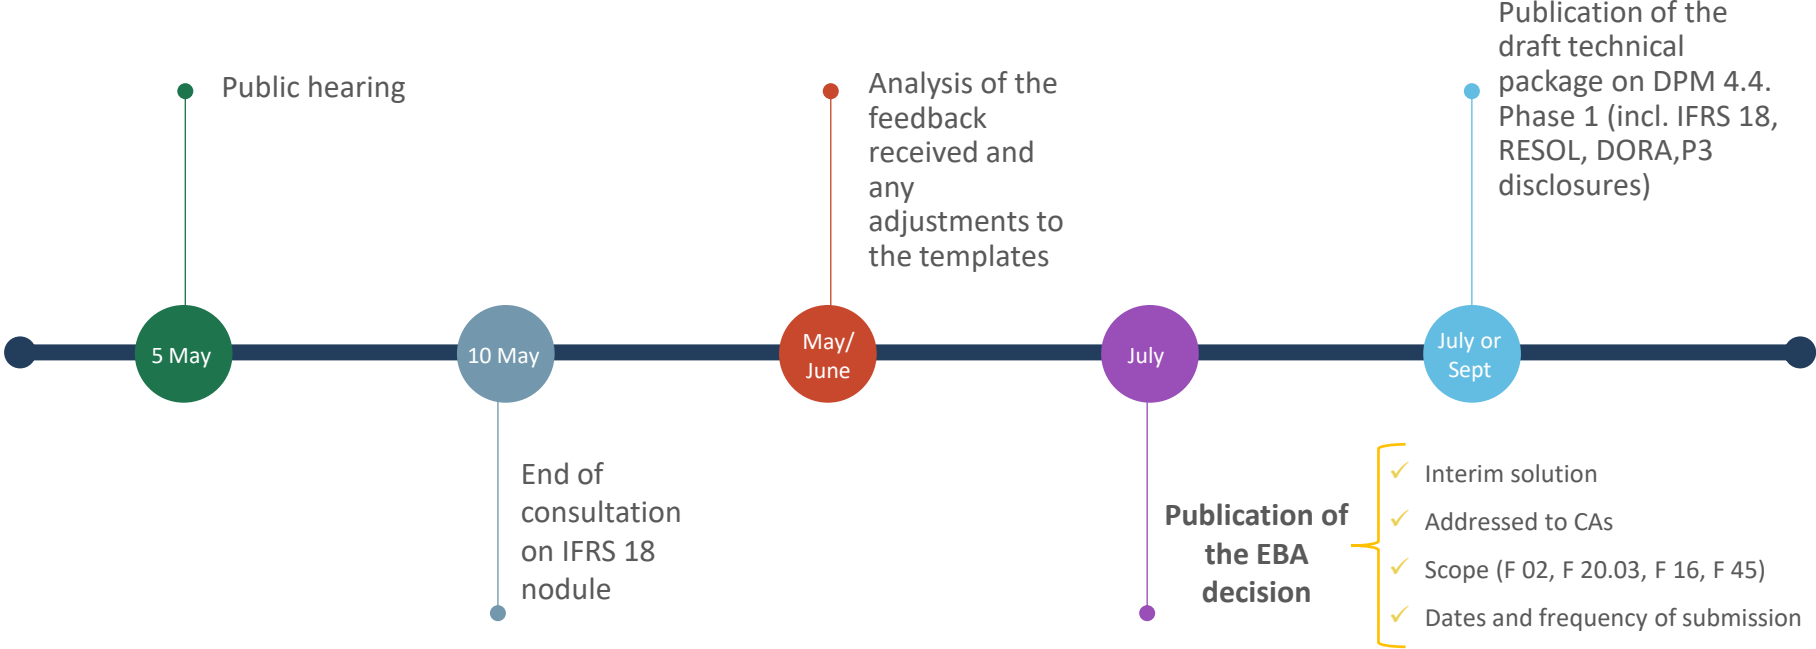 Public hearing
Analysis of the
feedback
received and
any
adjustments to
the templates
Publication of the
draft technical
package on DPM 4.4.
Phase 1 (incl. IFRS 18,
RESOL, DORA,P3
disclosures)
5 May
10 May
May/
June
July
July or
Sept
End of
consultation
on IFRS 18
nodule
Publication of
the EBA
decision
Interim solution
Addressed to CAs
Scope (F 02, F 20.03, F 16, F 45)
Dates and frequency of submission